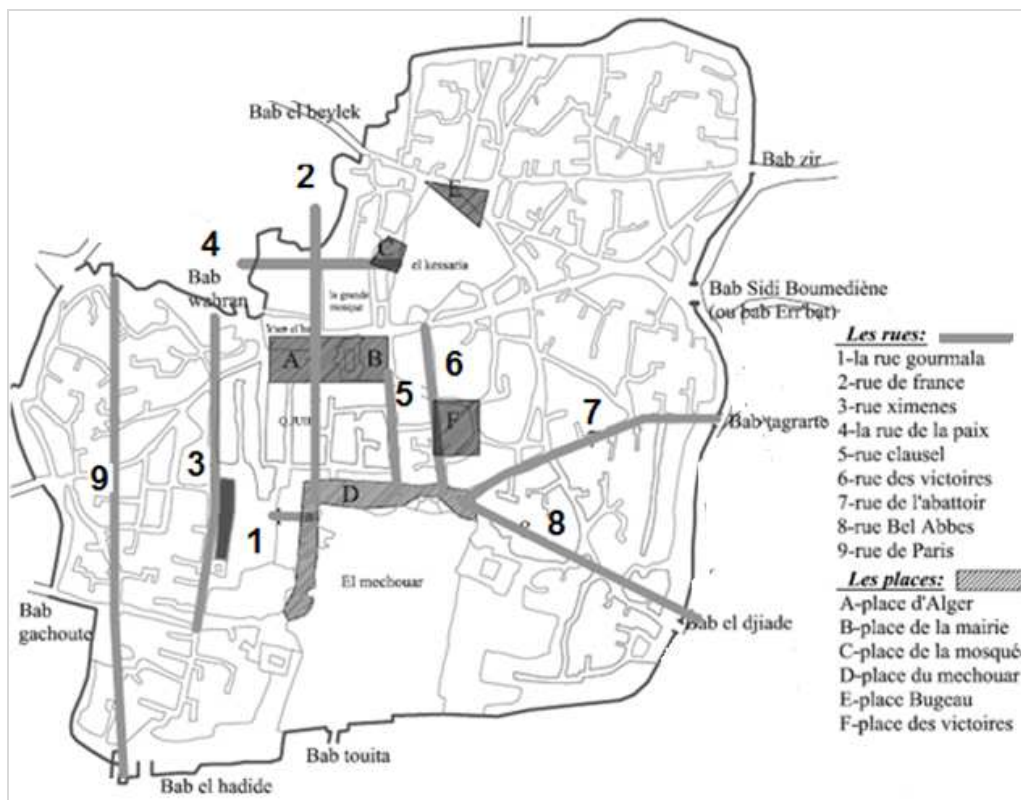 Bab el beylek
2
E
Bab zir
4
C
el kessaria
Bab
wahran
la grande
mosque
Bab Sidi Boumediène
(ou bab Err'bat)
A
B
6
5
F
7
Bab tagrarte
9
3
D
1
8
El mechouar
Bab
gachoute
Bab el djiade
Bab touita
Bab el hadide
Les rues:
1-la rue gourmala
2-rue de france
3-rue ximenes
4-la rue de la paix
5-rue clausel
6-rue des victoires
7-rue de l'abattoir
8-rue Bel Abbes
9-rue de Paris
Les places:
A-place d'Alger
B-place de la mairie
C-place de la mosquée
D-place du mechouar
E-place Bugeau
F-place des victoires